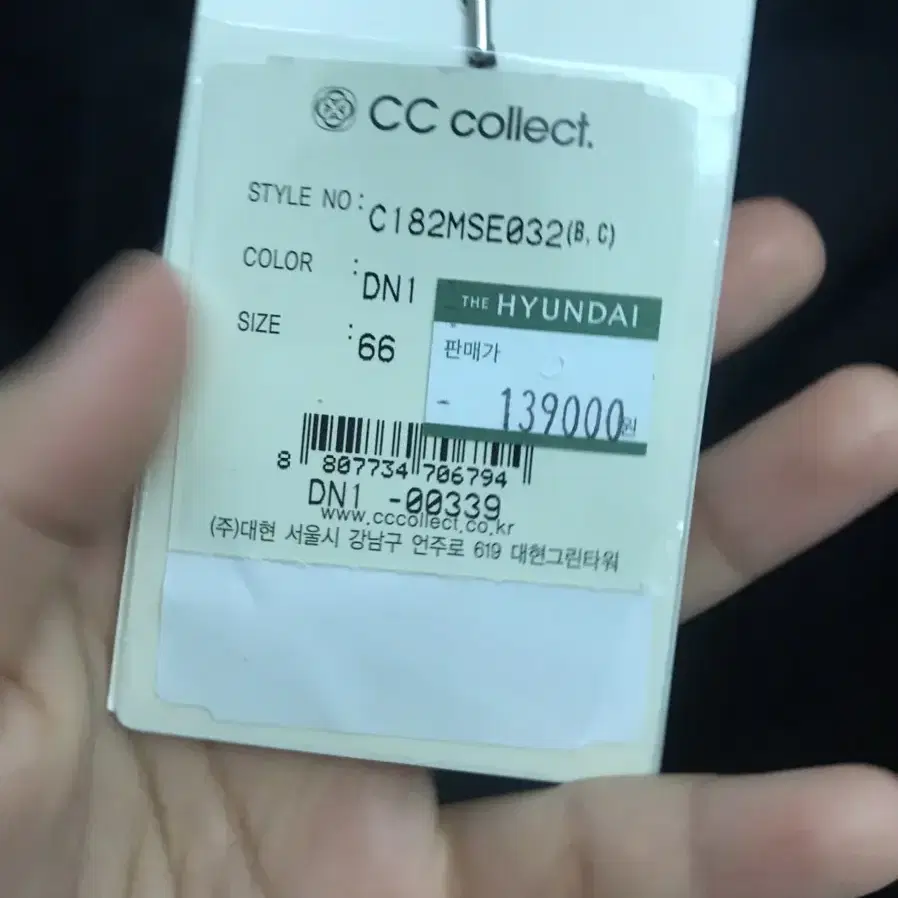 CC collect.
STYLE NO : C182MSE032(B, C)
COLOR : DN1
SIZE : 66
THE HYUNDAI
판매가
139000원
8 807734 706794
DN1 -00339
www.cccollect.co.kr
(주)대현 서울시 강남구 언주로 619 대현그린타워